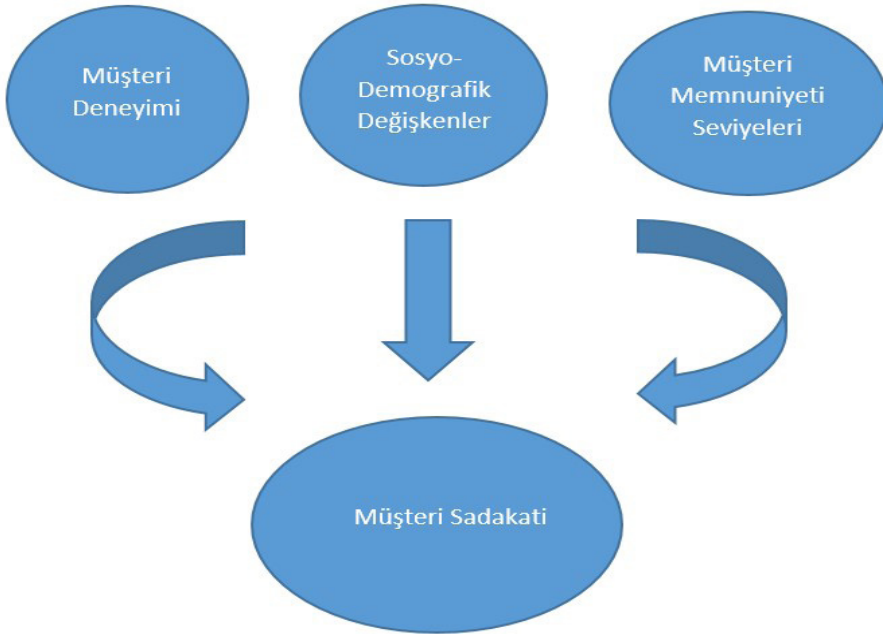 Müşteri
Deneyimi
Sosyo-
Demografik
Değişkenler
Müşteri
Memnuniyeti
Seviyeleri
Müşteri Sadakati